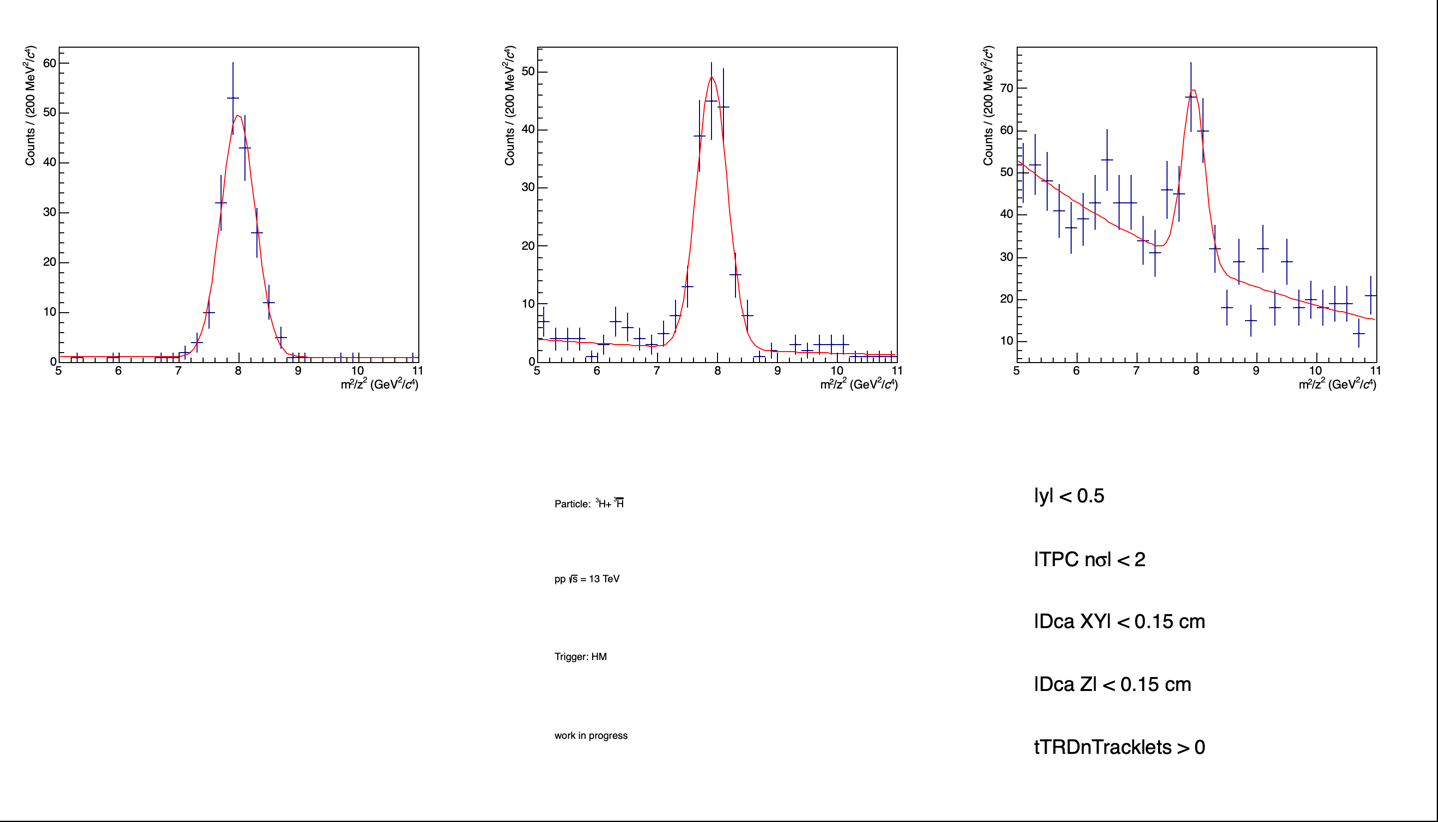 Counts / (200 MeV²/c⁴)
60
50
40
30
20
10
0
5 6 7 8 9 10 11
m²/z² (GeV²/c⁴)
Counts / (200 MeV²/c⁴)
50
40
30
20
10
0
5 6 7 8 9 10 11
m²/z² (GeV²/c⁴)
Counts / (200 MeV²/c⁴)
70
60
50
40
30
20
10
5 6 7 8 9 10 11
m²/z² (GeV²/c⁴)
Particle: ³H+ ³H̅
pp √s = 13 TeV
Trigger: HM
work in progress
|y| < 0.5
|TPC nσ| < 2
|Dca XY| < 0.15 cm
|Dca Z| < 0.15 cm
tTRDnTracklets > 0